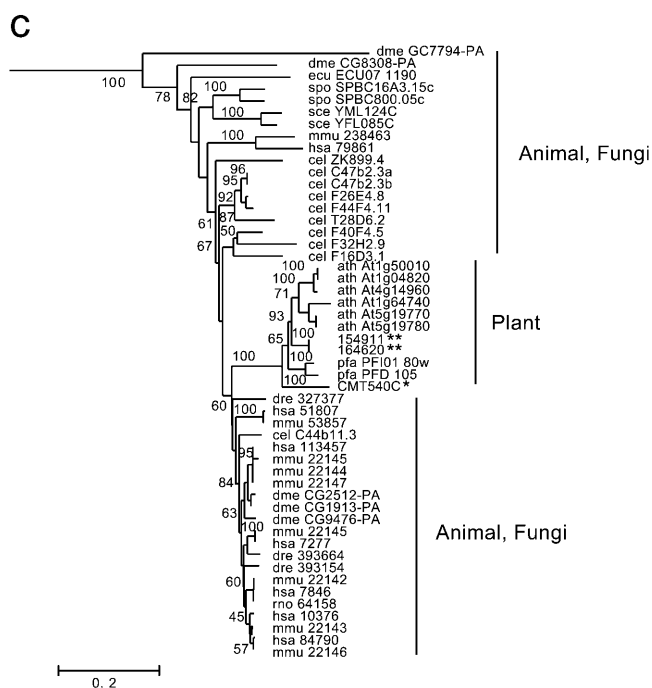 C
dme GC7794-PA
dme CG8308-PA
100
ecu ECU07 1190
78
82
100
spo SPBC16A3.15c
spo SPBC800.05c
100
sce YML124C
sce YFL085C
100
mmu 238463
hsa 79861
Animal, Fungi
cel ZK899.4
96
cel C47b2.3a
95
cel C47b2.3b
92
cel F26E4.8
cel F44F4.11
87
cel T28D6.2
61
50
cel F40F4.5
67
cel F32H2.9
cel F16D3.1
100
ath At1g50010
100
ath At1g04820
71
ath At4g14960
ath At1g64740
93
ath At5g19770
Plant
ath At5g19780
65
100
154911 **
164620 **
100
100
pfa PFI01 80w
100
pfa PFD 105
CMT540C *
60
dre 327377
100
hsa 51807
mmu 53857
cel C44b11.3
95
hsa 113457
mmu 22145
mmu 22144
84
mmu 22147
dme CG2512-PA
63
dme CG1913-PA
dme CG9476-PA
100
mmu 22145
Animal, Fungi
hsa 7277
dre 393664
dre 393154
60
mmu 22142
hsa 7846
rno 64158
45
hsa 10376
mmu 22143
57
hsa 84790
mmu 22146
0. 2